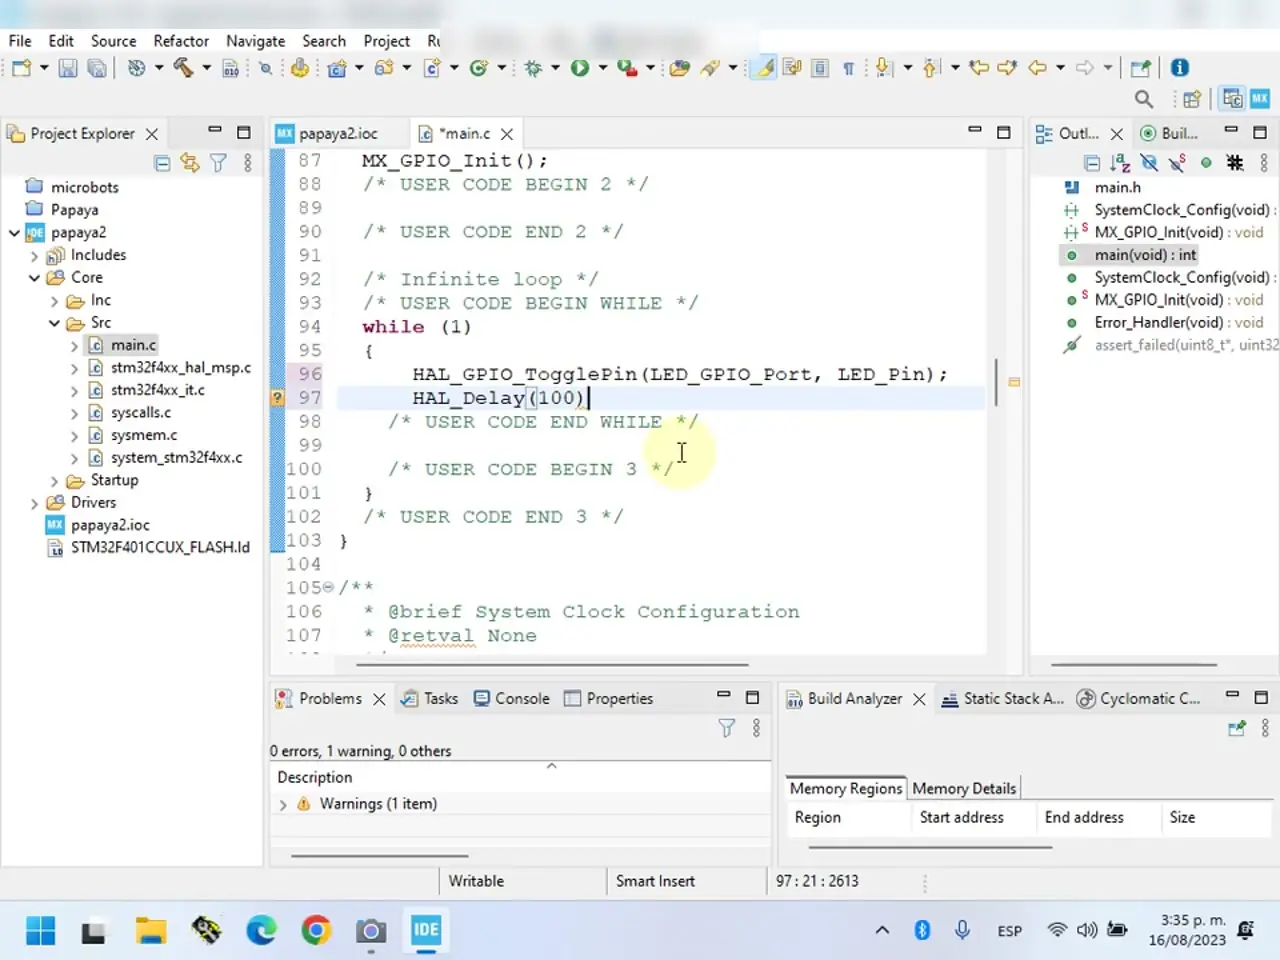 File Edit Source Refactor Navigate Search Project
Project Explorer
microbots
Papaya
papaya2
Includes
Core
Inc
Src
main.c
stm32f4xx_hal_msp.c
stm32f4xx_it.c
syscalls.c
sysmem.c
system_stm32f4xx.c
Startup
Drivers
papaya2.ioc
STM32F401CCUX_FLASH.ld
papaya2.ioc *main.c
87 MX_GPIO_Init();
88 /* USER CODE BEGIN 2 */
89
90 /* USER CODE END 2 */
91
92 /* Infinite loop */
93 /* USER CODE BEGIN WHILE */
94 while (1)
95 {
96 HAL_GPIO_TogglePin(LED_GPIO_Port, LED_Pin);
97 HAL_Delay(100)
98 /* USER CODE END WHILE */
99
100 /* USER CODE BEGIN 3 */
101 }
102 /* USER CODE END 3 */
103 }
104
105 /**
106 * @brief System Clock Configuration
107 * @retval None
Outl... Buil...
main.h
SystemClock_Config(void) :
MX_GPIO_Init(void) : void
main(void) : int
SystemClock_Config(void) :
MX_GPIO_Init(void) : void
Error_Handler(void) : void
assert_failed(uint8_t*, uint32
Problems Tasks Console Properties
0 errors, 1 warning, 0 others
Description
Warnings (1 item)
Build Analyzer Static Stack A... Cyclomatic C...
Memory Regions Memory Details
Region Start address End address Size
Writable Smart Insert 97 : 21 : 2613
IDE
ESP
3:35 p. m.
16/08/2023